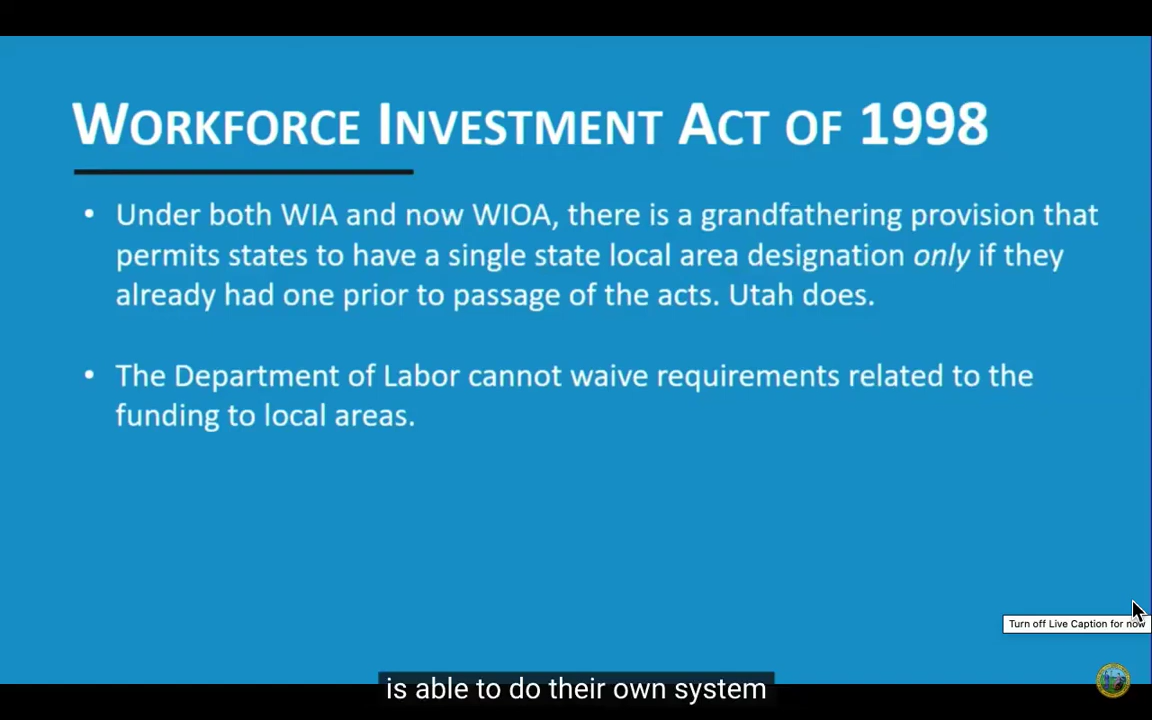 WORKFORCE INVESTMENT ACT OF 1998
• Under both WIA and now WIOA, there is a grandfathering provision that
permits states to have a single state local area designation only if they
already had one prior to passage of the acts. Utah does.
• The Department of Labor cannot waive requirements related to the
funding to local areas.
Turn off Live Caption for now
is able to do their own system